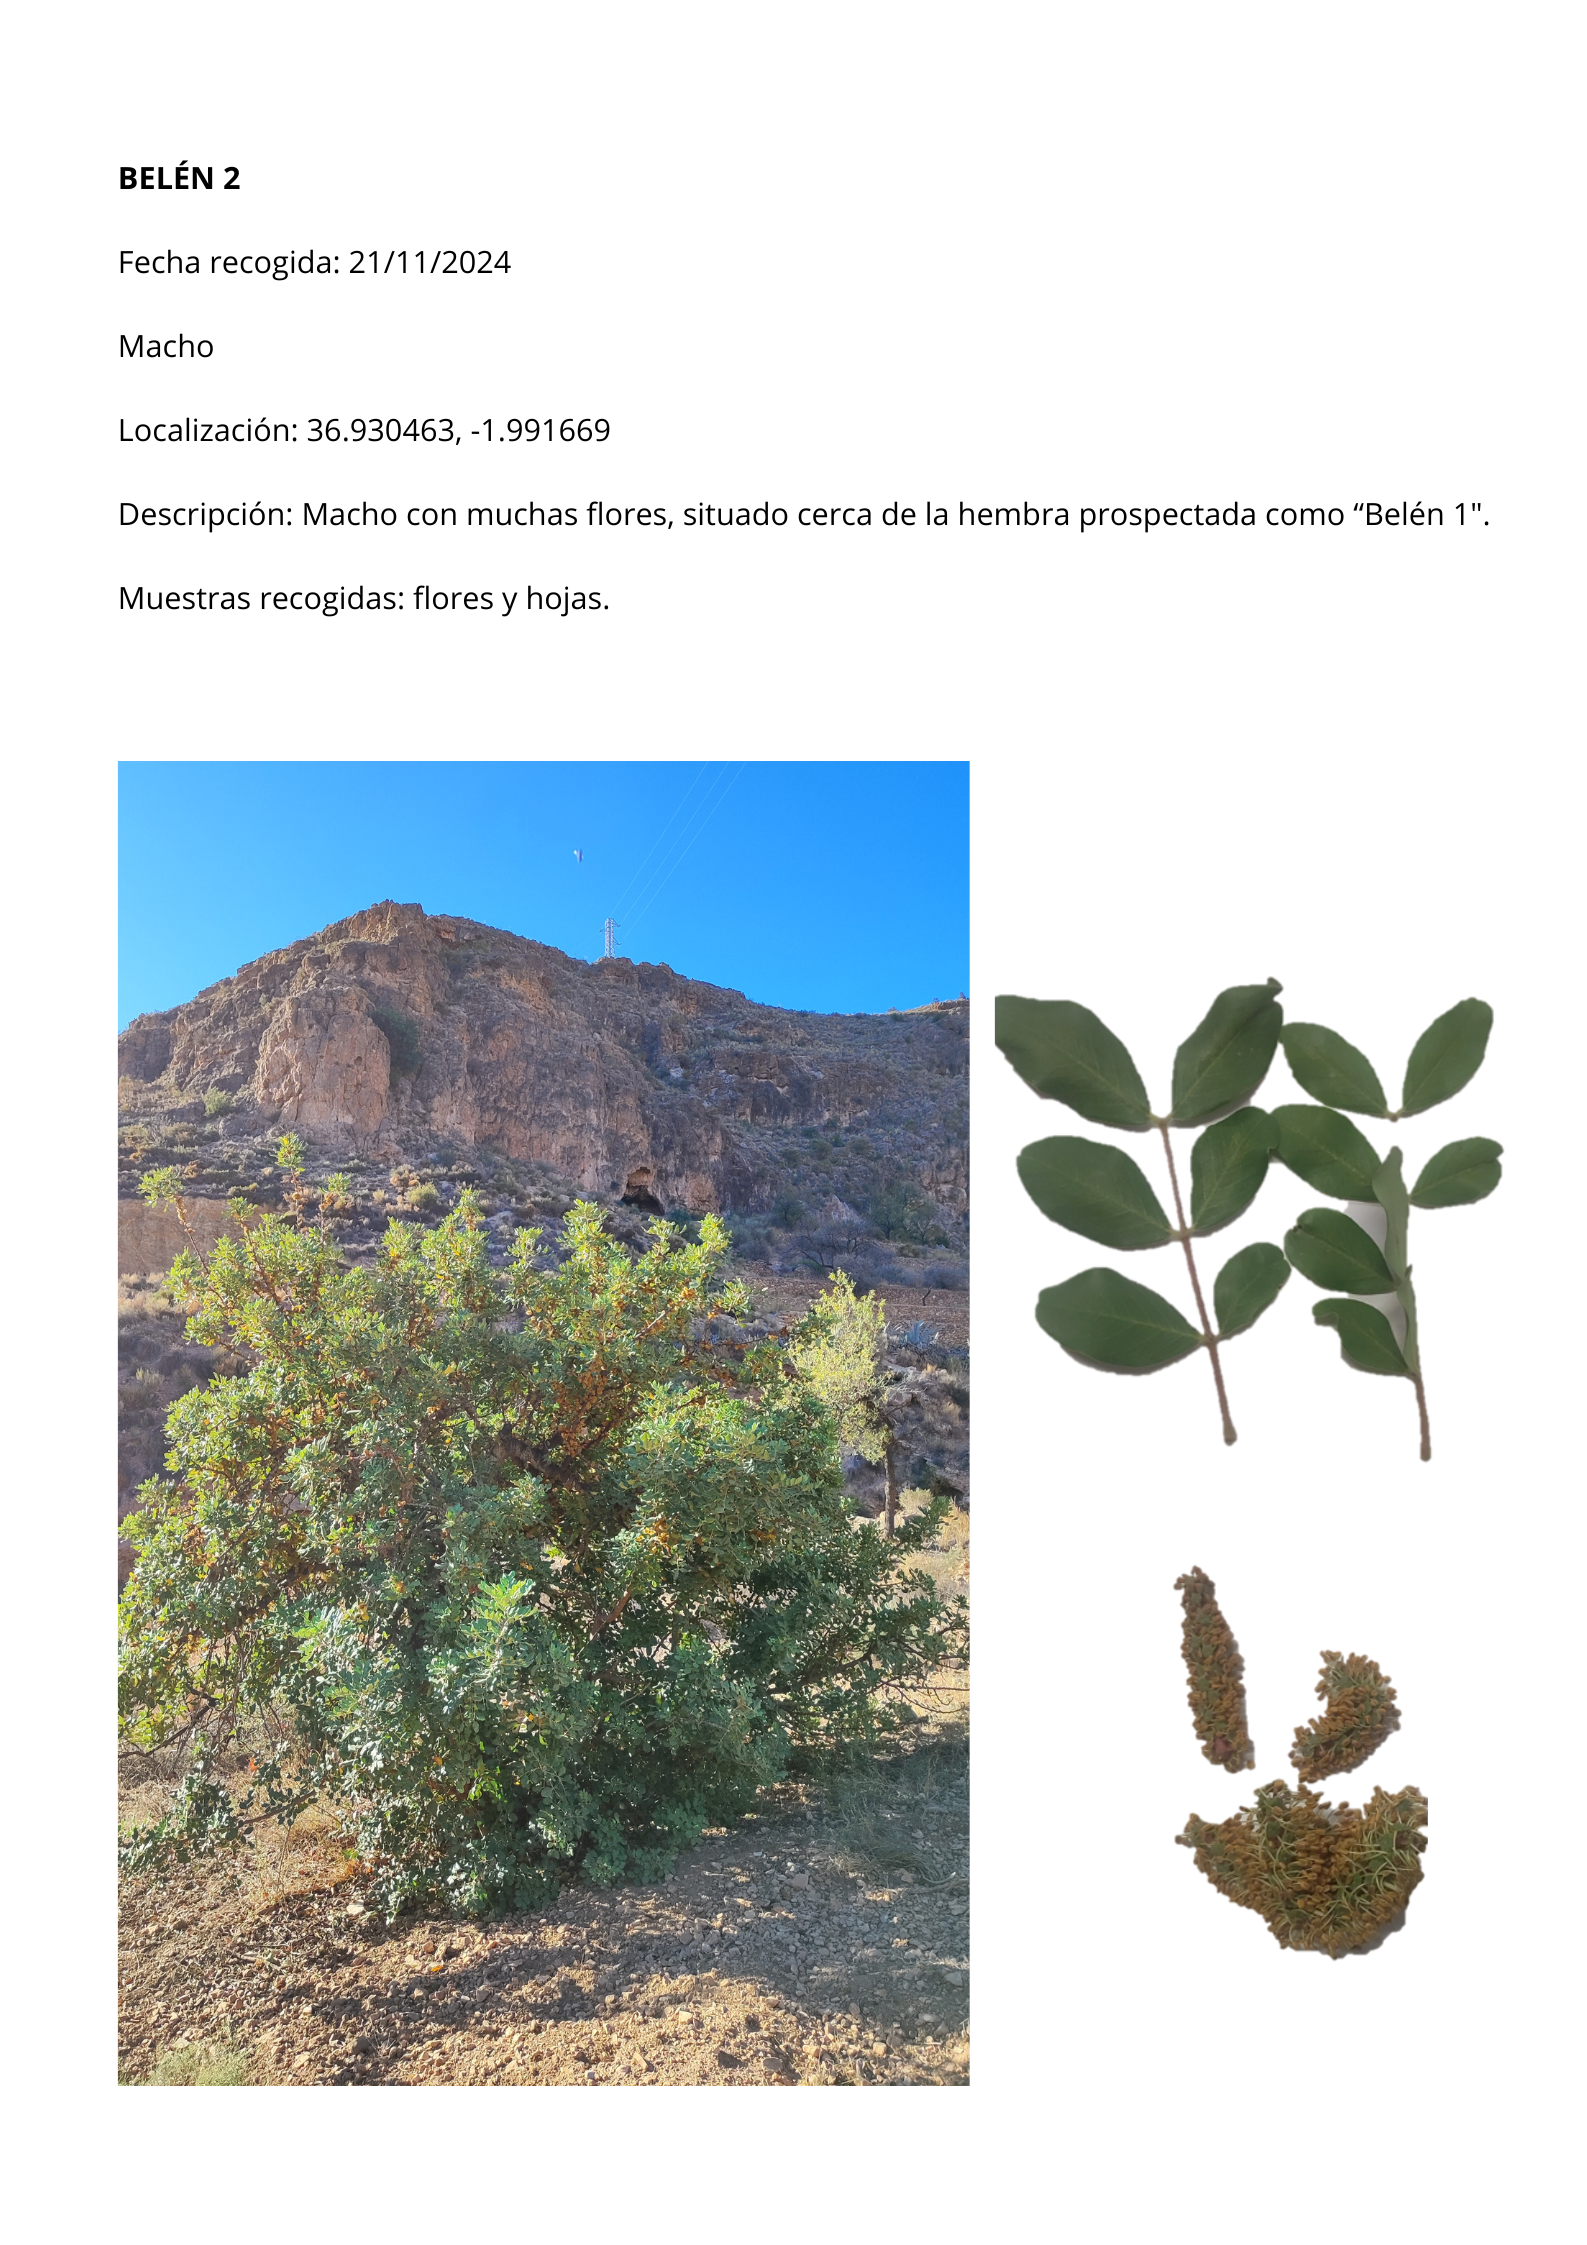 BELÉN 2
Fecha recogida: 21/11/2024
Macho
Localización: 36.930463, -1.991669
Descripción: Macho con muchas flores, situado cerca de la hembra prospectada como “Belén 1".
Muestras recogidas: flores y hojas.